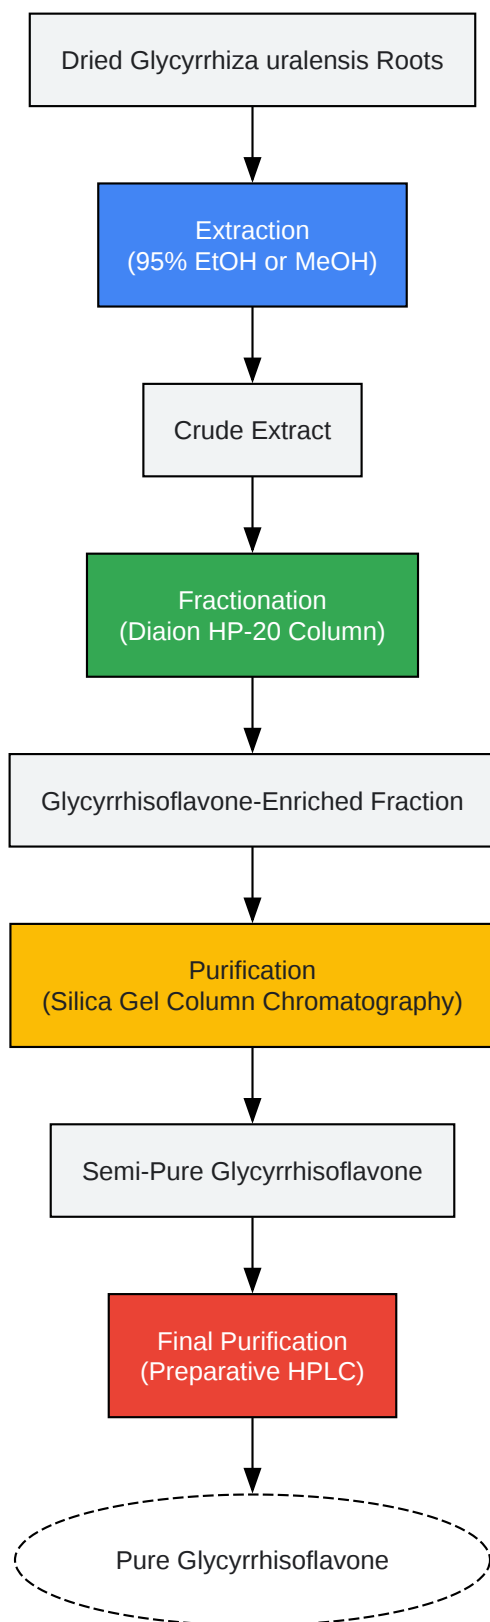 Dried Glycyrrhiza uralensis Roots
Extraction
(95% EtOH or MeOH)
Crude Extract
Fractionation
(Diaion HP-20 Column)
Glycyrrhisoflavone-Enriched Fraction
Purification
(Silica Gel Column Chromatography)
Semi-Pure Glycyrrhisoflavone
Final Purification
(Preparative HPLC)
Pure Glycyrrhisoflavone